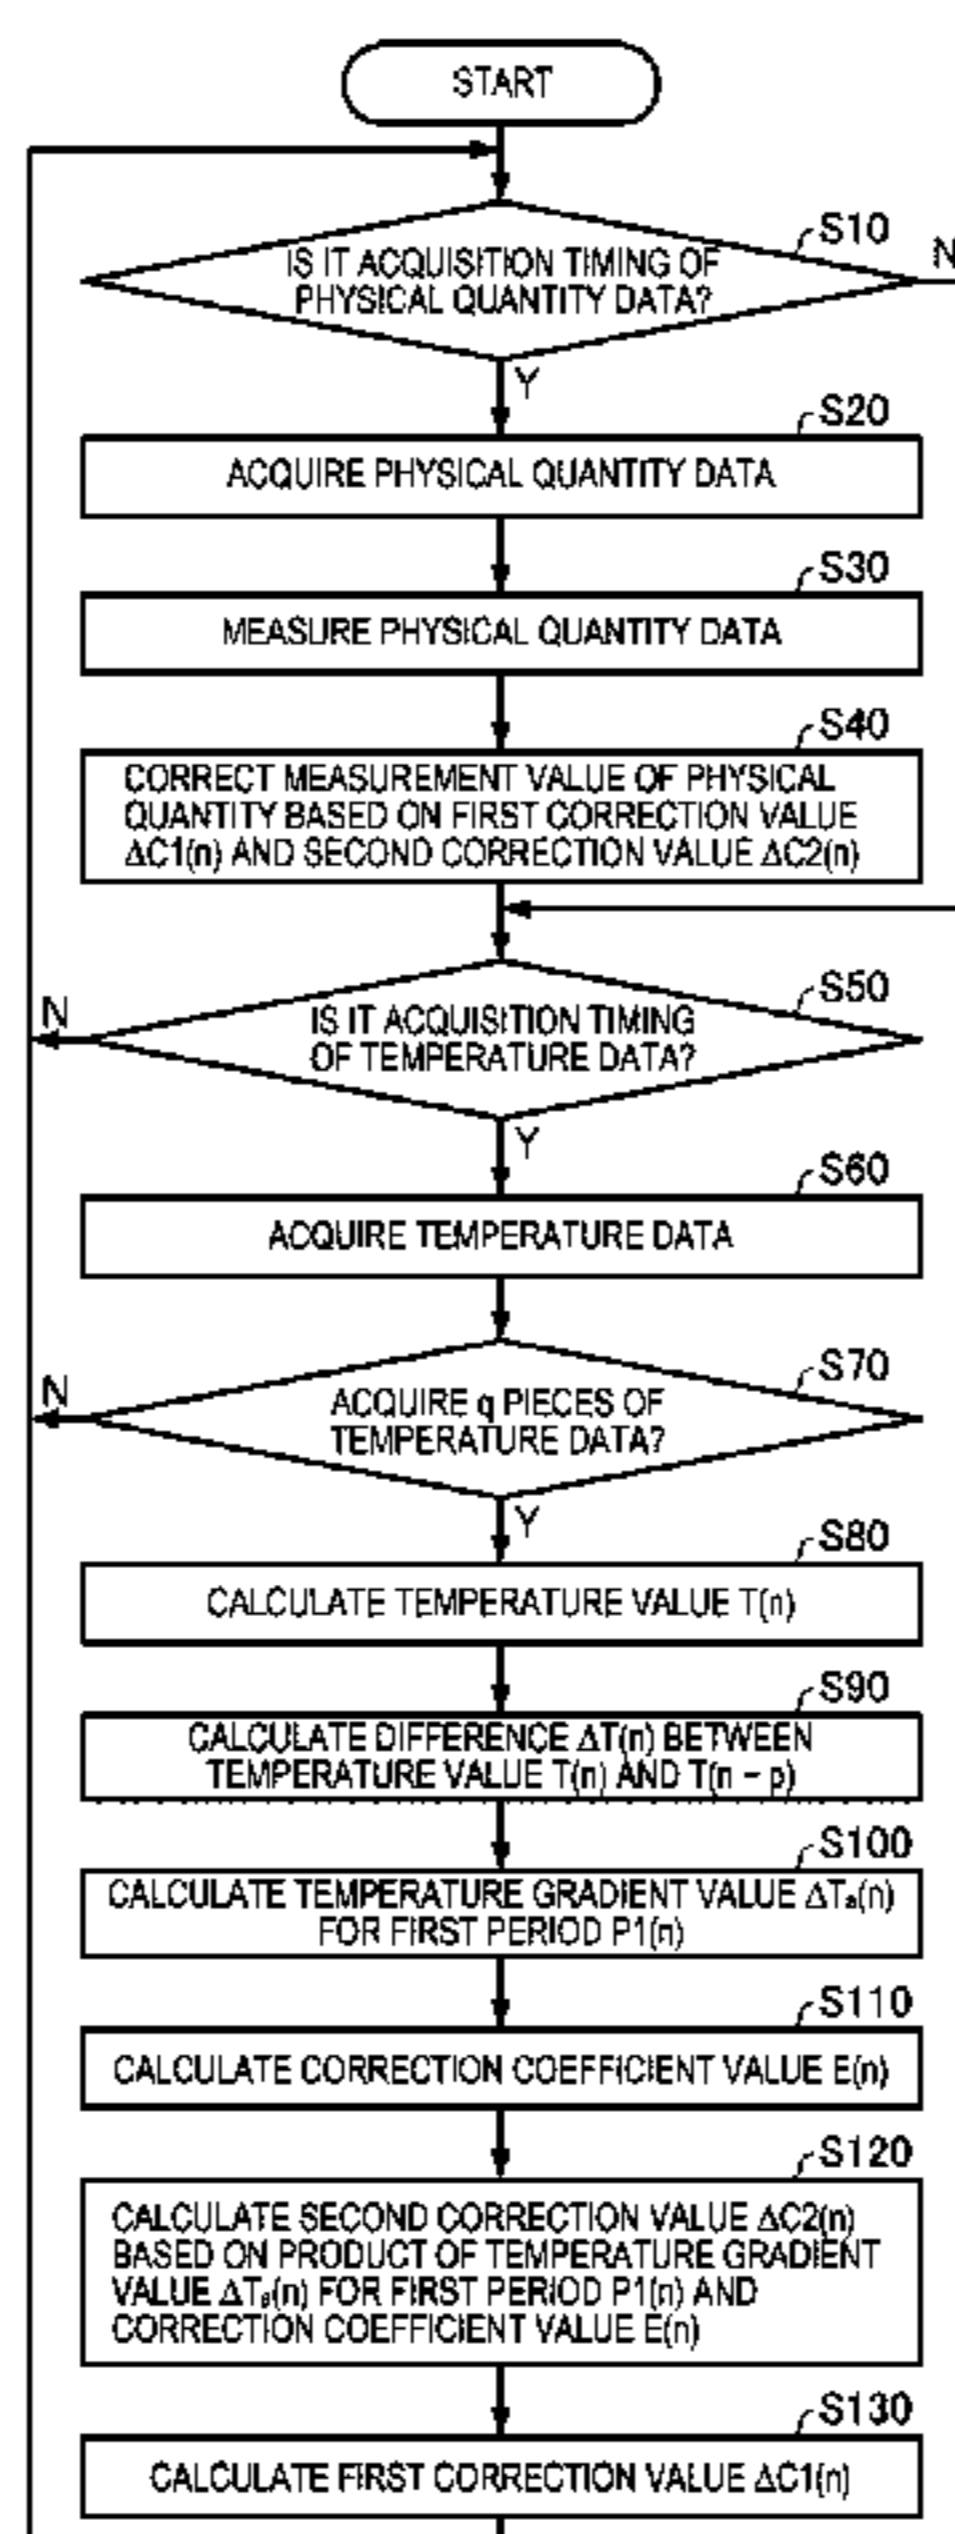 START
S10
IS IT ACQUISITION TIMING OF
PHYSICAL QUANTITY DATA?
N
Y
S20
ACQUIRE PHYSICAL QUANTITY DATA
S30
MEASURE PHYSICAL QUANTITY DATA
S40
CORRECT MEASUREMENT VALUE OF PHYSICAL
QUANTITY BASED ON FIRST CORRECTION VALUE
ΔC1(n) AND SECOND CORRECTION VALUE ΔC2(n)
S50
N
IS IT ACQUISITION TIMING
OF TEMPERATURE DATA?
Y
S60
ACQUIRE TEMPERATURE DATA
S70
N
ACQUIRE q PIECES OF
TEMPERATURE DATA?
Y
S80
CALCULATE TEMPERATURE VALUE T(n)
S90
CALCULATE DIFFERENCE ΔT(n) BETWEEN
TEMPERATURE VALUE T(n) AND T(n − p)
S100
CALCULATE TEMPERATURE GRADIENT VALUE ΔTₐ(n)
FOR FIRST PERIOD P1(n)
S110
CALCULATE CORRECTION COEFFICIENT VALUE E(n)
S120
CALCULATE SECOND CORRECTION VALUE ΔC2(n)
BASED ON PRODUCT OF TEMPERATURE GRADIENT
VALUE ΔTₐ(n) FOR FIRST PERIOD P1(n) AND
CORRECTION COEFFICIENT VALUE E(n)
S130
CALCULATE FIRST CORRECTION VALUE ΔC1(n)